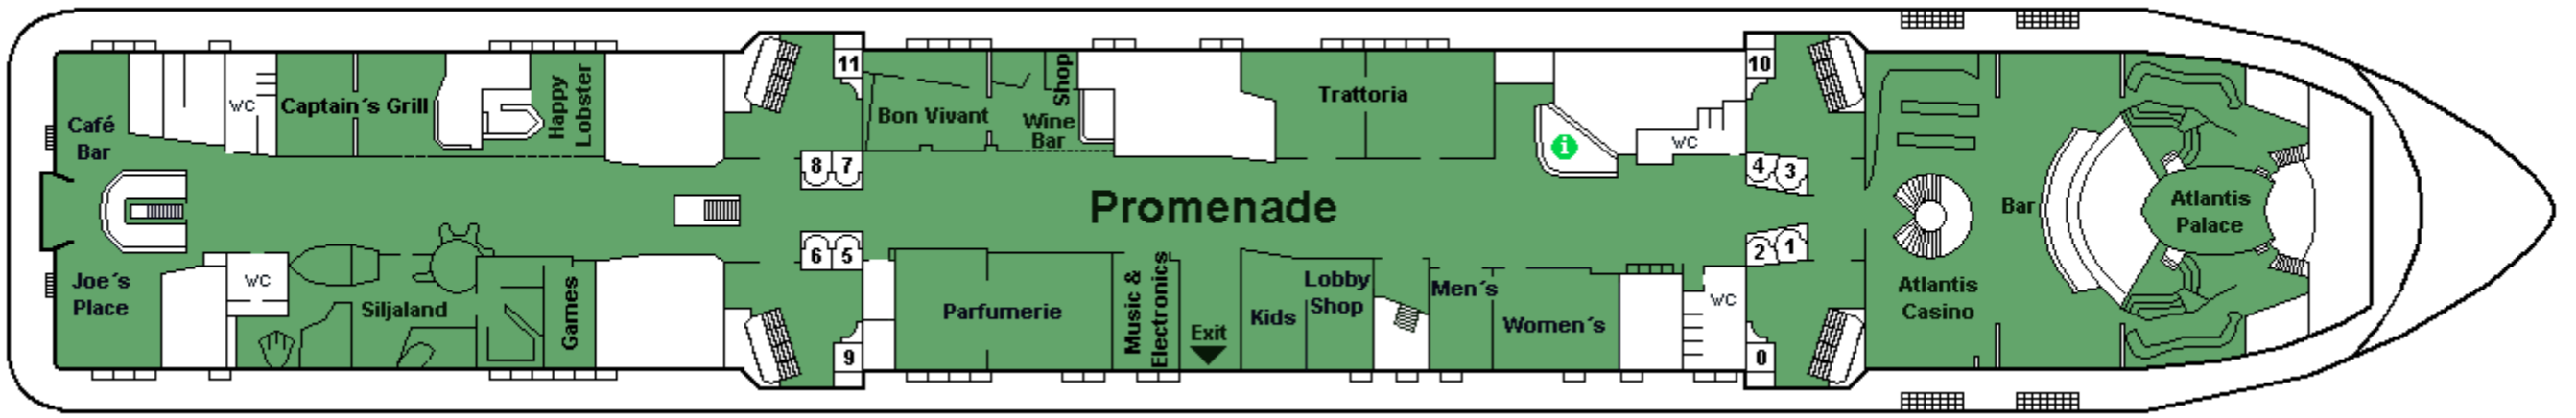 11
10
WC
Captain´s Grill
Happy
Lobster
Shop
Trattoria
Café
Bar
Bon Vivant
Wine
Bar
WC
i
8
7
4
3
Promenade
Bar
Atlantis
Palace
6
5
2
1
Joe´s
Place
WC
Siljaland
Games
Parfumerie
Music &
Electronics
Exit
Kids
Lobby
Shop
Men´s
Women´s
WC
Atlantis
Casino
9
0